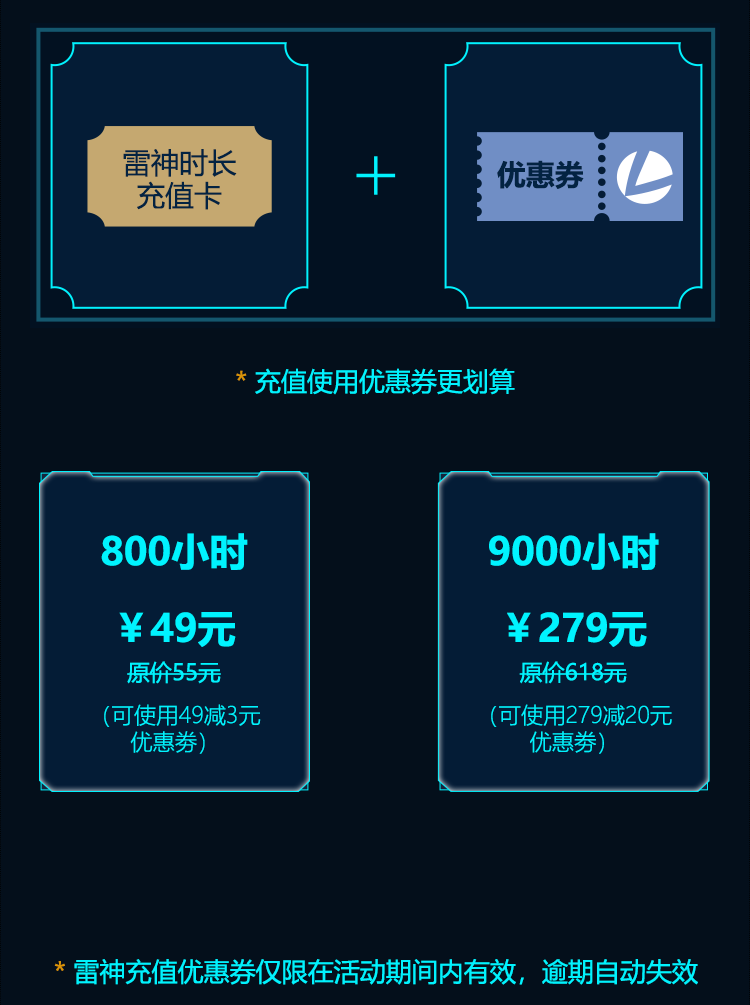 雷神时长
充值卡
优惠券
* 充值使用优惠券更划算
800小时
￥49元
原价55元
（可使用49减3元
优惠劵）
9000小时
￥279元
原价618元
（可使用279减20元
优惠劵）
* 雷神充值优惠券仅限在活动期间内有效，逾期自动失效